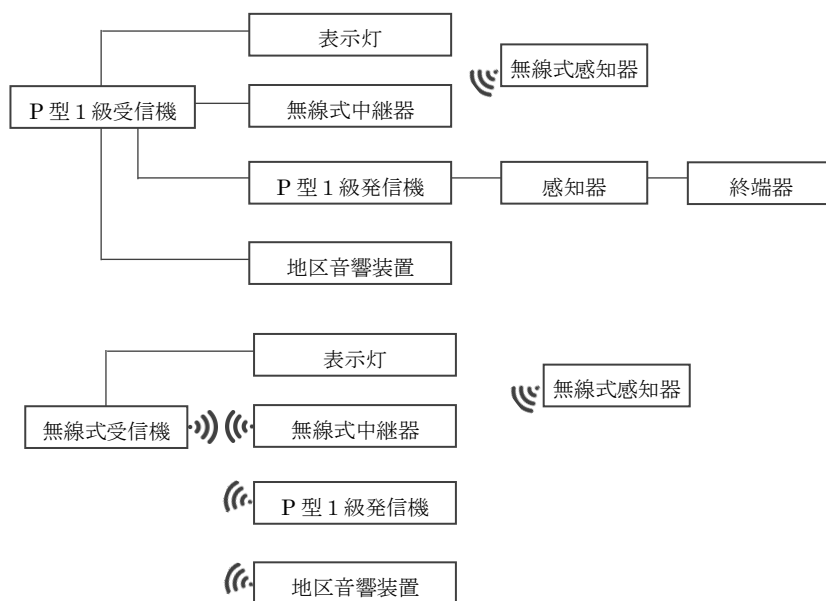 表示灯
無線式感知器
P型1級受信機
無線式中継器
P型1級発信機
感知器
終端器
地区音響装置
表示灯
無線式感知器
無線式受信機
無線式中継器
P型1級発信機
地区音響装置